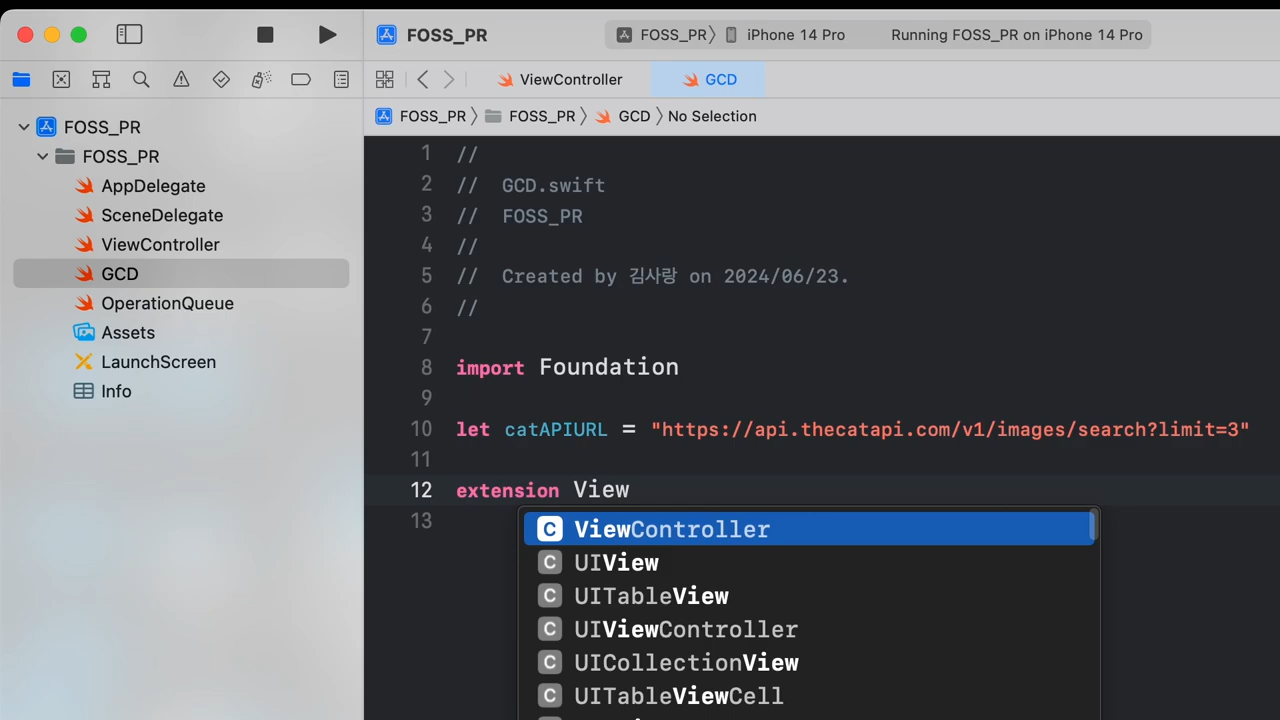 FOSS_PR
FOSS_PR
iPhone 14 Pro
Running FOSS_PR on iPhone 14 Pro
ViewController
GCD
FOSS_PR
FOSS_PR
GCD
No Selection
FOSS_PR
FOSS_PR
AppDelegate
SceneDelegate
ViewController
GCD
OperationQueue
Assets
LaunchScreen
Info
1 //
2 // GCD.swift
3 // FOSS_PR
4 //
5 // Created by 김사랑 on 2024/06/23.
6 //
7
8 import Foundation
9
10 let catAPIURL = "https://api.thecatapi.com/v1/images/search?limit=3"
11
12 extension View
13
C ViewController
C UIView
C UITableView
C UIViewController
C UICollectionView
C UITableViewCell